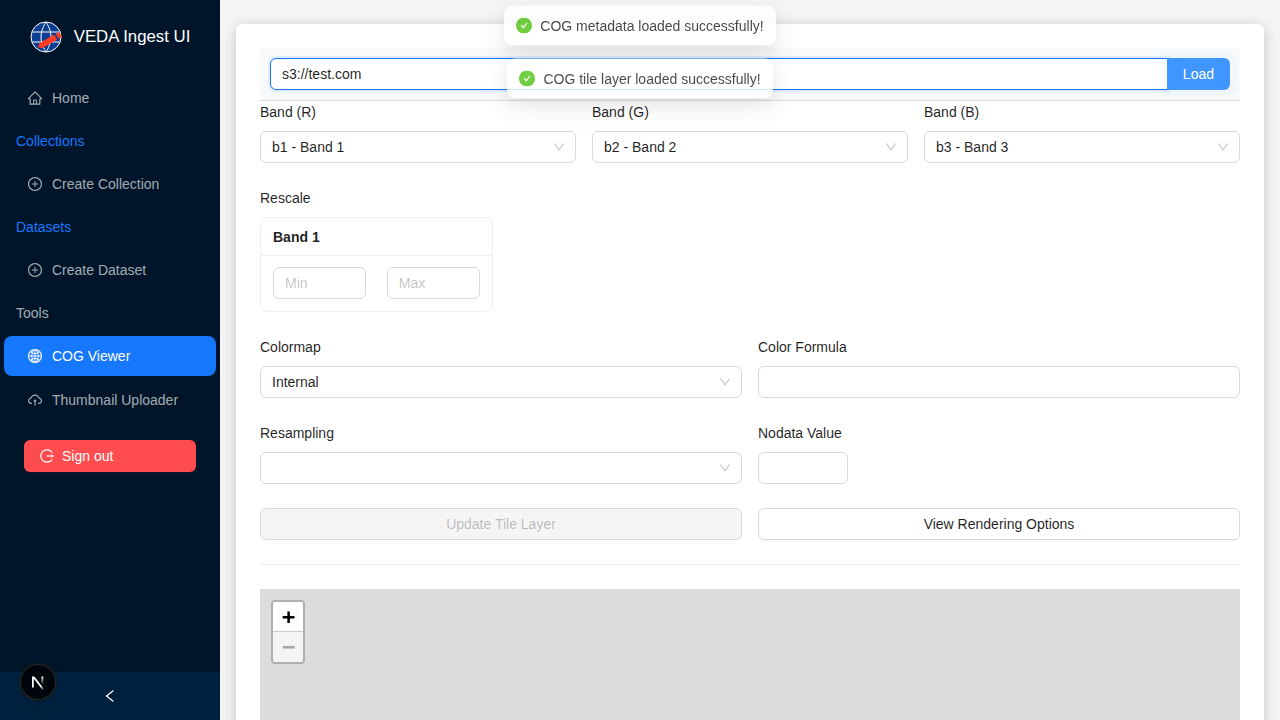 VEDA Ingest UI
Home
Collections
Create Collection
Datasets
Create Dataset
Tools
COG Viewer
Thumbnail Uploader
Sign out
COG metadata loaded successfully!
s3://test.com
COG tile layer loaded successfully!
Load
Band (R)
Band (G)
Band (B)
b1 - Band 1
b2 - Band 2
b3 - Band 3
Rescale
Band 1
Min
Max
Colormap
Color Formula
Internal
Resampling
Nodata Value
Update Tile Layer
View Rendering Options
+
−
N